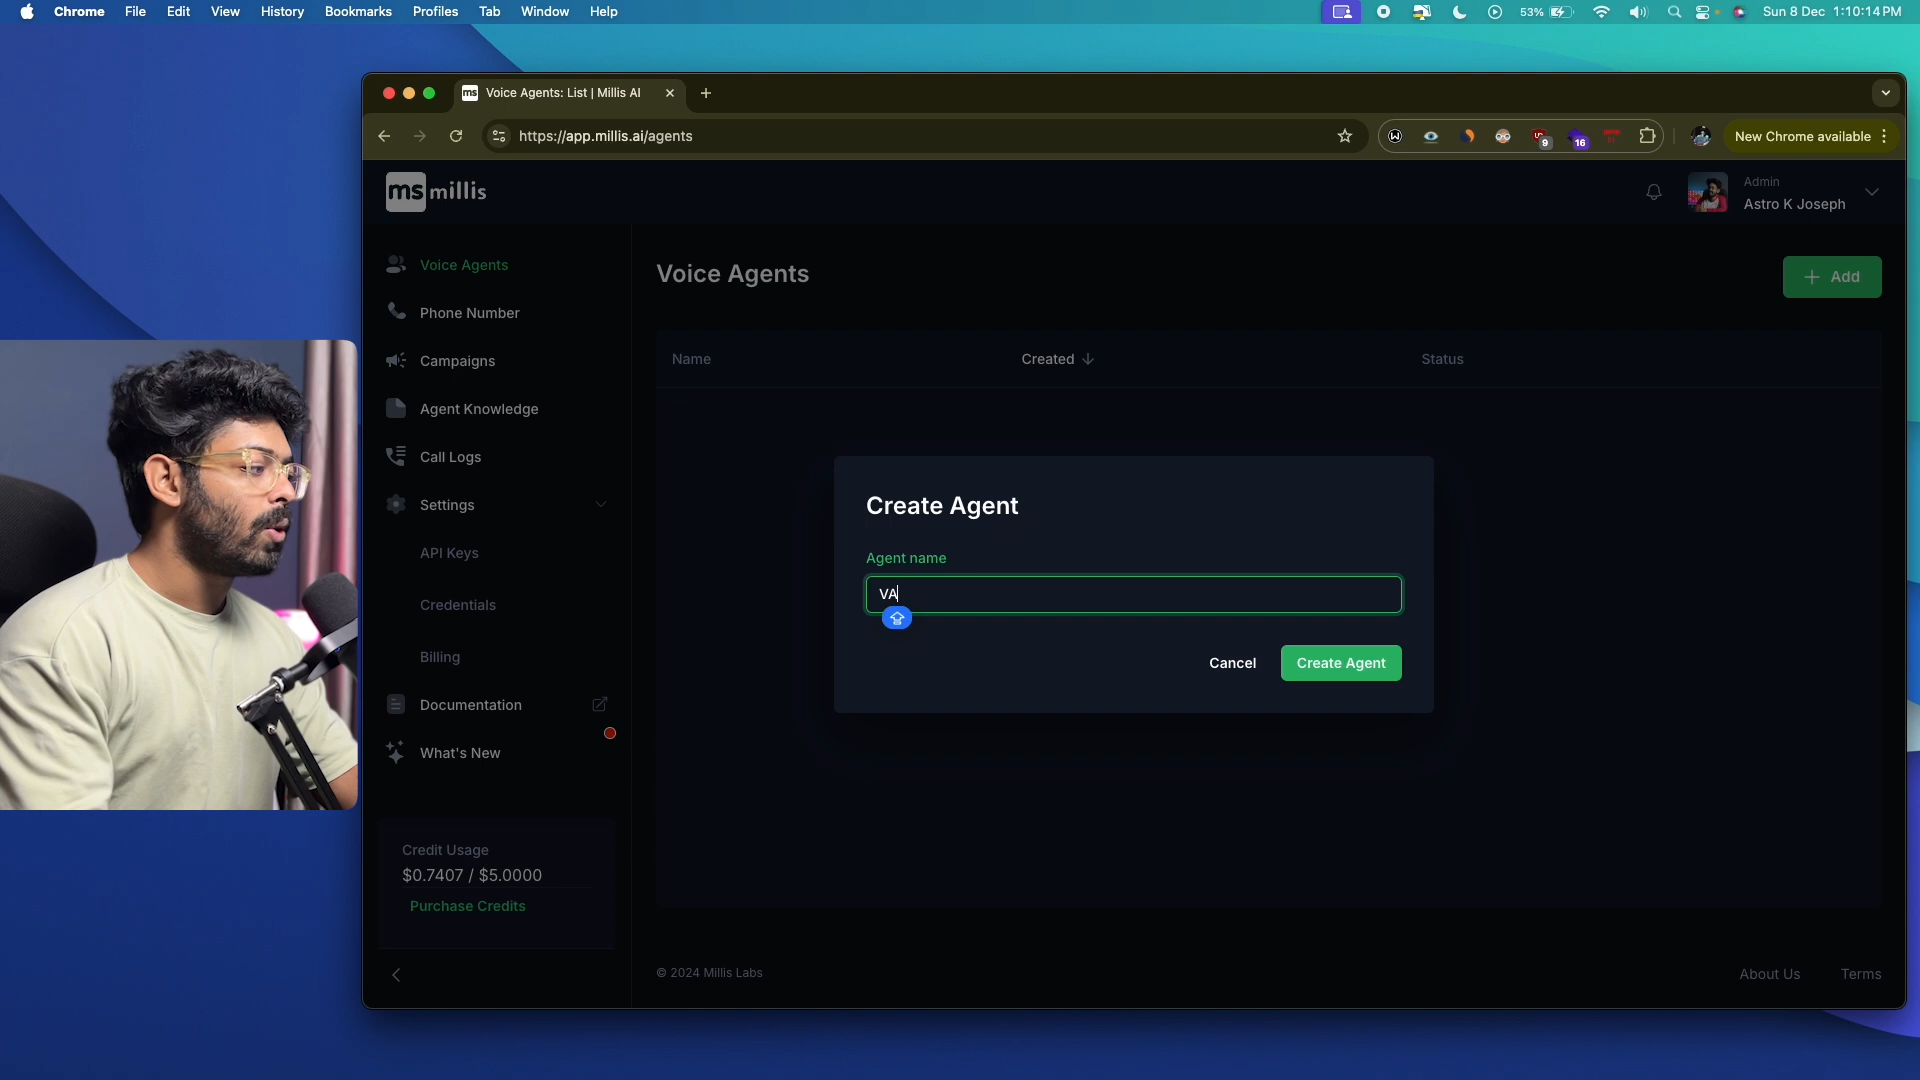 Chrome File Edit View History Bookmarks Profiles Tab Window Help 53% Sun 8 Dec 1:10:14 PM
ms Voice Agents: List | Millis AI
https://app.millis.ai/agents 9 16 New Chrome available
ms millis
Admin
Astro K Joseph
Voice Agents
Phone Number
Campaigns
Agent Knowledge
Call Logs
Settings
API Keys
Credentials
Billing
Documentation
What's New
Credit Usage
$0.7407 / $5.0000
Purchase Credits
Voice Agents
Add
Name Created Status
Create Agent
Agent name
VA
Cancel Create Agent
© 2024 Millis Labs
About Us Terms